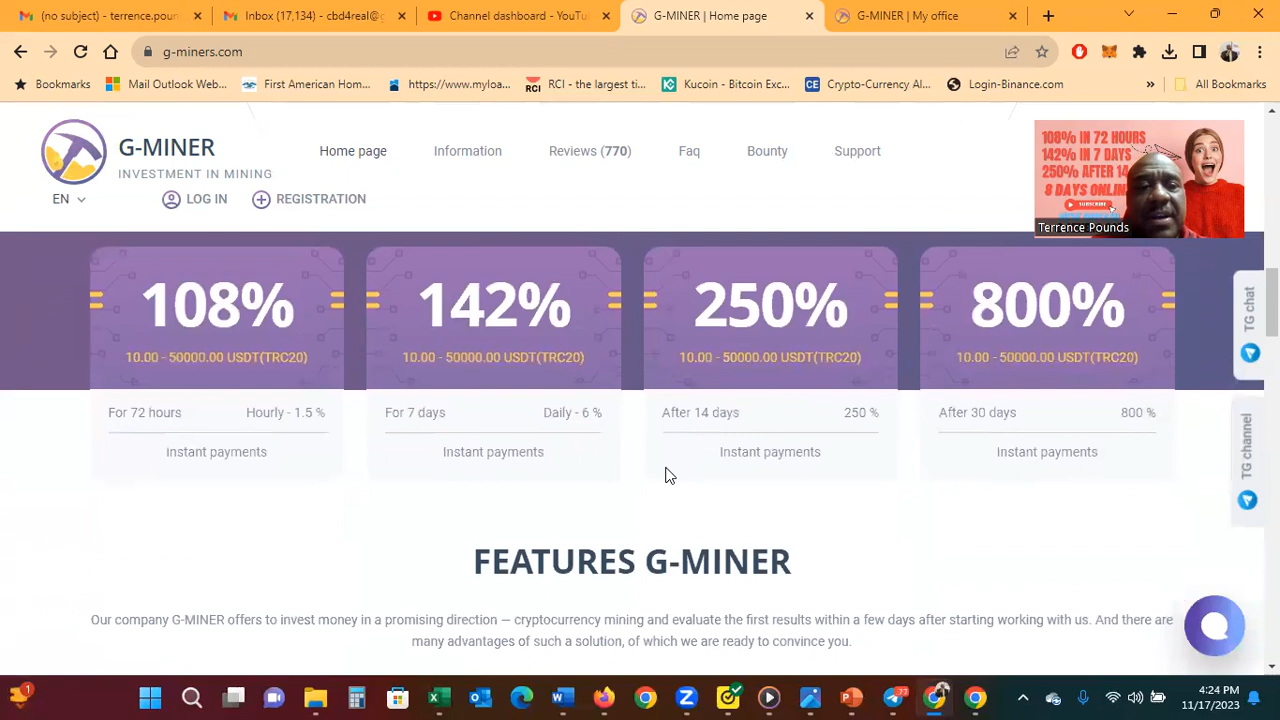 (no subject) - terrence.poun
Inbox (17,134) - cbd4real@g
Channel dashboard - YouTu
G-MINER | Home page
G-MINER | My office
g-miners.com
Bookmarks
Mail Outlook Web...
First American Hom...
https://www.myloa...
RCI - the largest ti...
Kucoin - Bitcoin Exc...
Crypto-Currency Al...
Login-Binance.com
All Bookmarks
G-MINER
INVESTMENT IN MINING
Home page
Information
Reviews (770)
Faq
Bounty
Support
EN
LOG IN
REGISTRATION
108% IN 72 HOURS
142% IN 7 DAYS
250% AFTER 14
8 DAYS ONLIN
SUBSCRIBE
Terrence Pounds
108%
10.00 - 50000.00 USDT(TRC20)
For 72 hours
Hourly - 1.5 %
Instant payments
142%
10.00 - 50000.00 USDT(TRC20)
For 7 days
Daily - 6 %
Instant payments
250%
10.00 - 50000.00 USDT(TRC20)
After 14 days
250 %
Instant payments
800%
10.00 - 50000.00 USDT(TRC20)
After 30 days
800 %
Instant payments
TG chat
TG channel
FEATURES G-MINER
Our company G-MINER offers to invest money in a promising direction — cryptocurrency mining and evaluate the first results within a few days after starting working with us. And there are
many advantages of such a solution, of which we are ready to convince you.
4:24 PM
11/17/2023